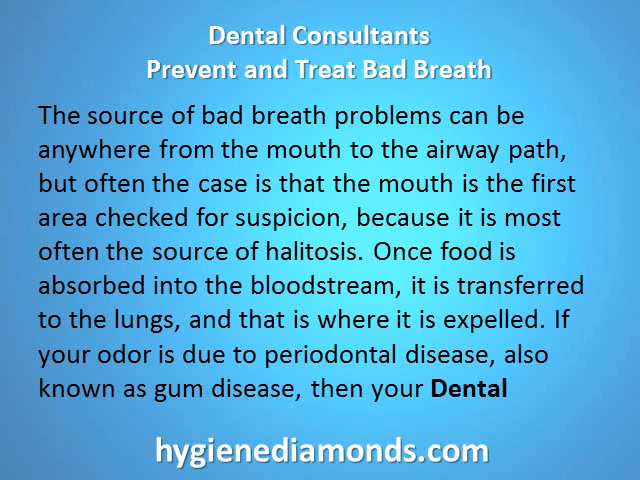 Dental Consultants
Prevent and Treat Bad Breath
The source of bad breath problems can be
anywhere from the mouth to the airway path,
but often the case is that the mouth is the first
area checked for suspicion, because it is most
often the source of halitosis. Once food is
absorbed into the bloodstream, it is transferred
to the lungs, and that is where it is expelled. If
your odor is due to periodontal disease, also
known as gum disease, then your Dental
hygienediamonds.com